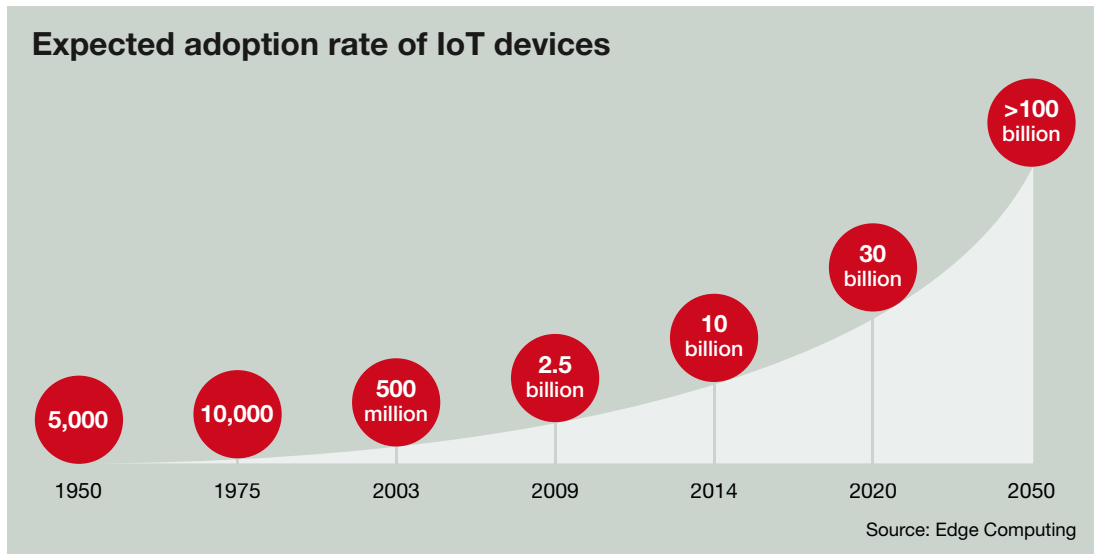 Expected adoption rate of IoT devices
>100
billion
30
billion
10
billion
2.5
billion
500
million
10,000
5,000
1950 1975 2003 2009 2014 2020 2050
Source: Edge Computing